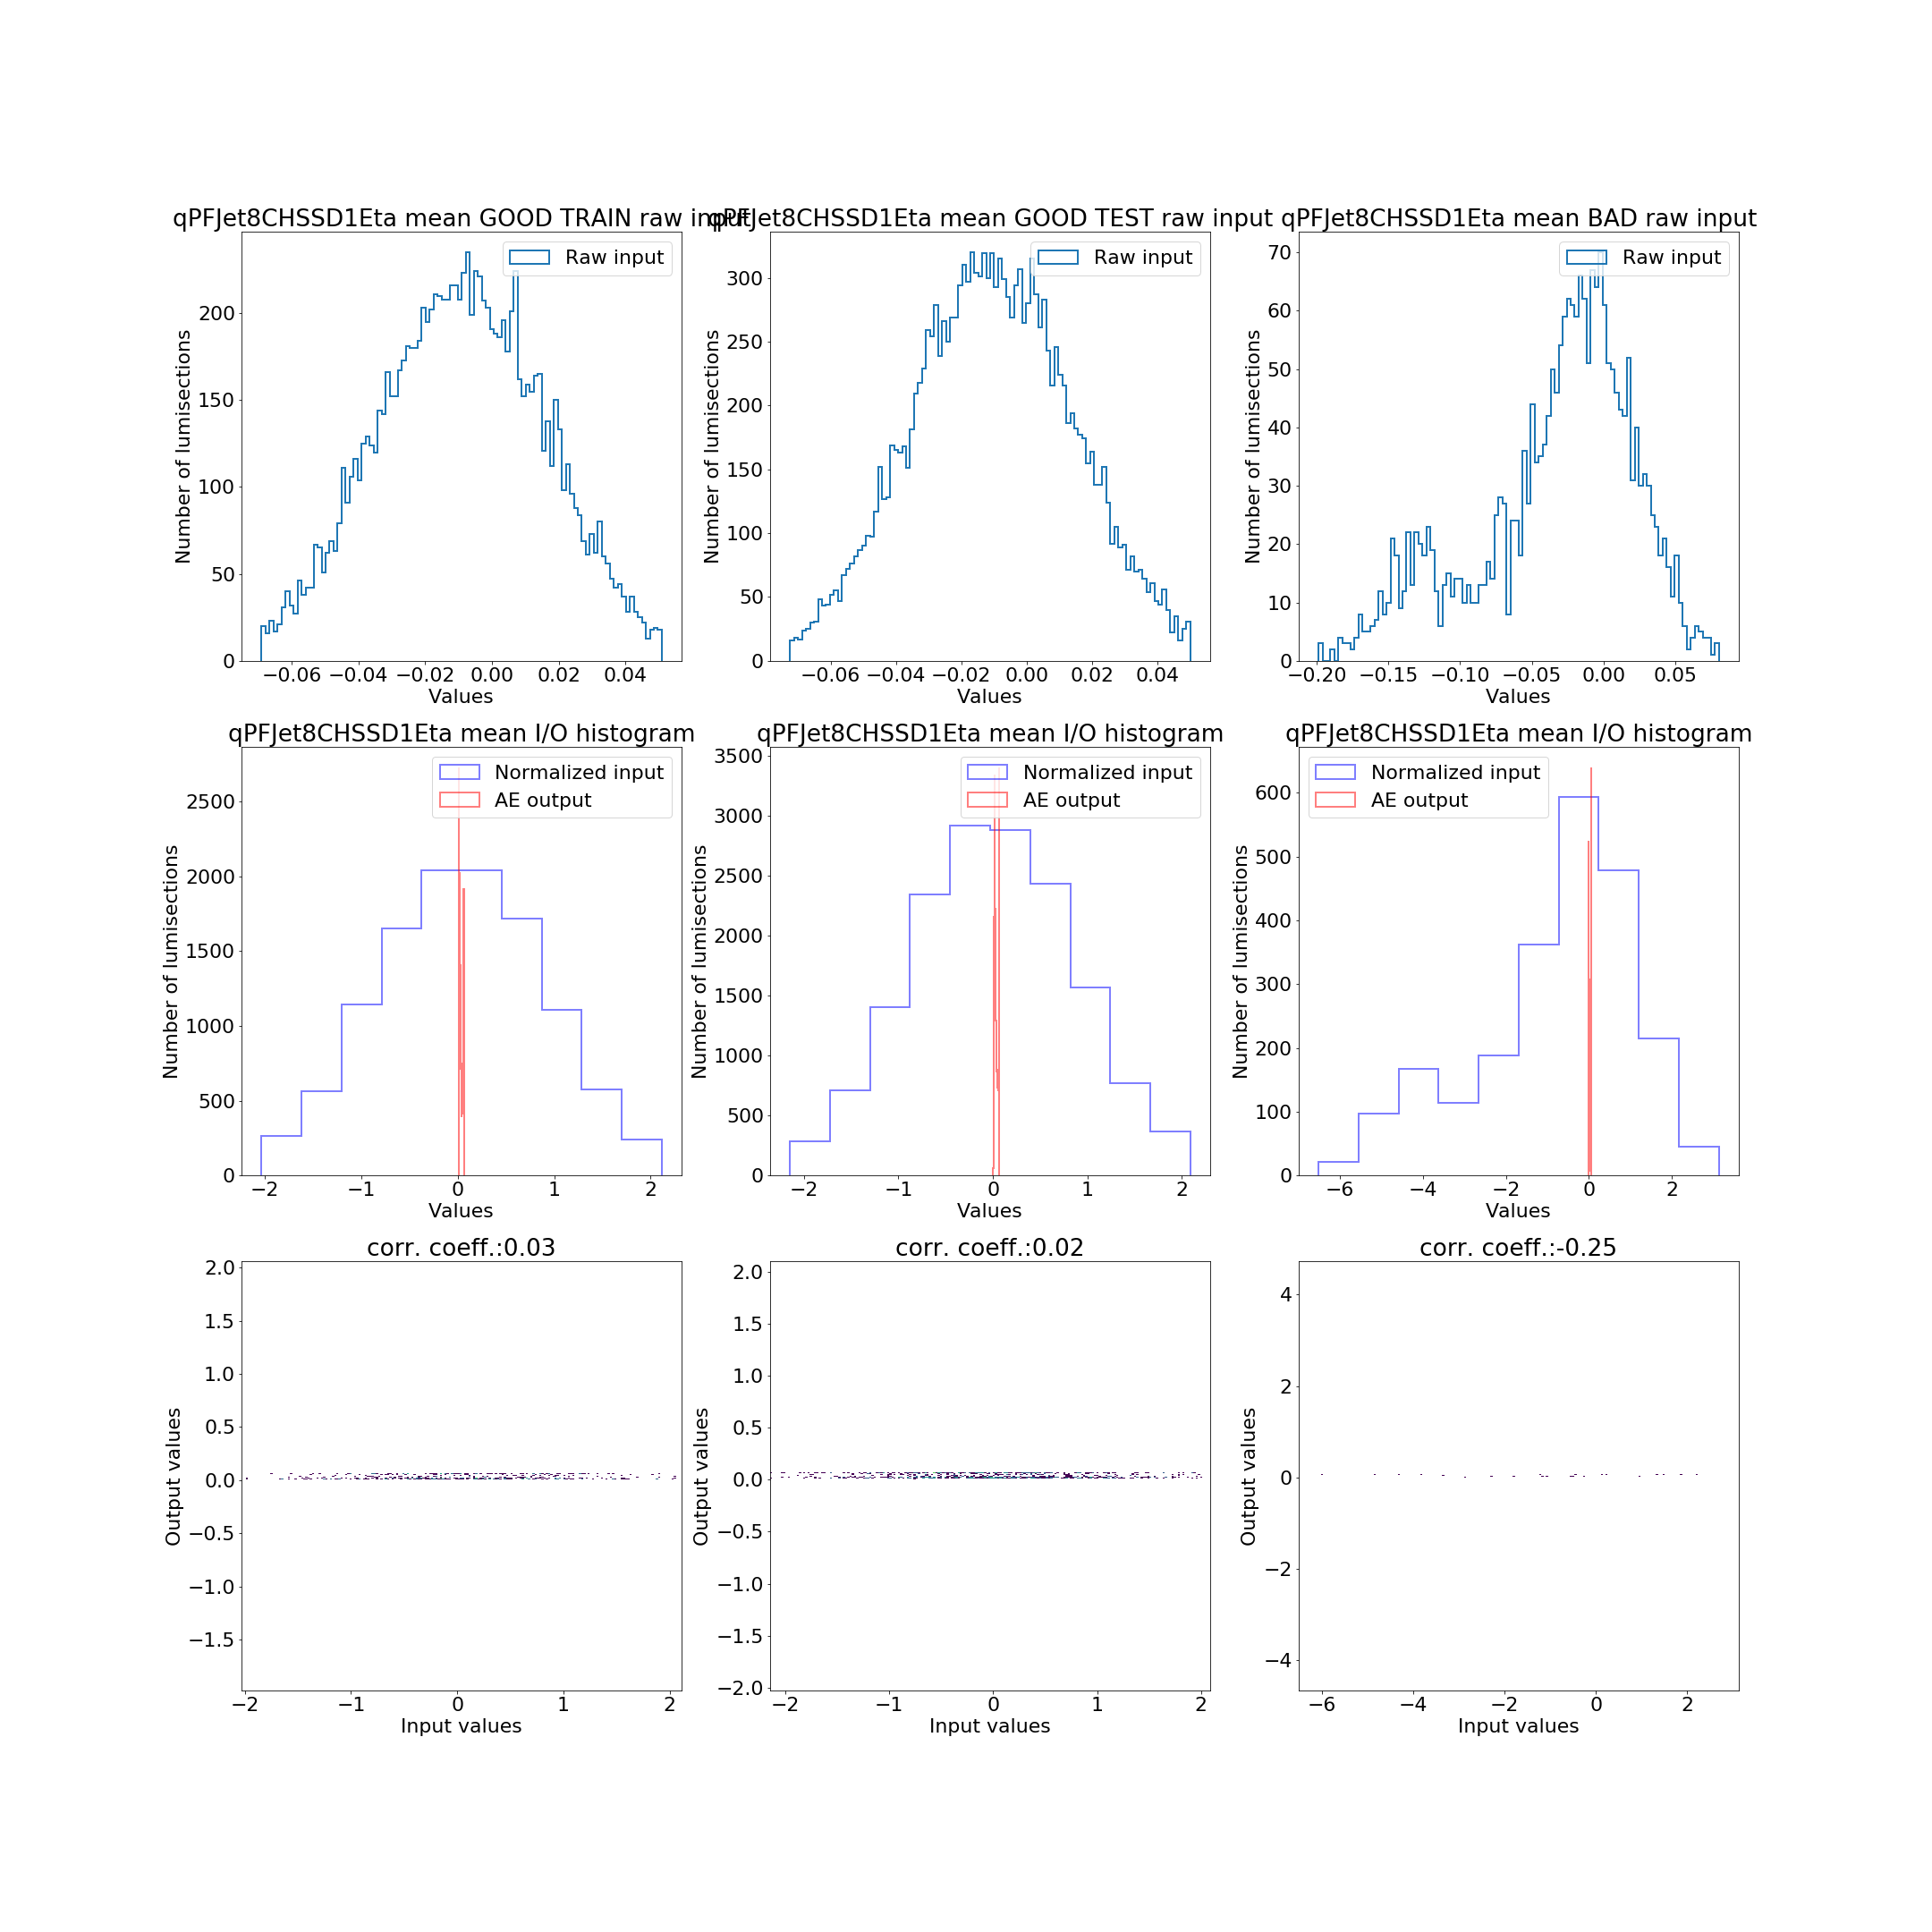 qPFJet8CHSSD1Eta mean GOOD TRAIN raw input
qPFJet8CHSSD1Eta mean GOOD TEST raw input
qPFJet8CHSSD1Eta mean BAD raw input
Raw input
Raw input
Raw input
Number of lumisections
Number of lumisections
Number of lumisections
200
150
100
50
0
300
250
200
150
100
50
0
70
60
50
40
30
20
10
0
−0.06 −0.04 −0.02 0.00 0.02 0.04
−0.06 −0.04 −0.02 0.00 0.02 0.04
−0.20 −0.15 −0.10 −0.05 0.00 0.05
Values
Values
Values
qPFJet8CHSSD1Eta mean I/O histogram
qPFJet8CHSSD1Eta mean I/O histogram
qPFJet8CHSSD1Eta mean I/O histogram
Normalized input
AE output
Normalized input
AE output
Normalized input
AE output
Number of lumisections
Number of lumisections
Number of lumisections
2500
2000
1500
1000
500
0
3500
3000
2500
2000
1500
1000
500
0
600
500
400
300
200
100
0
−2 −1 0 1 2
−2 −1 0 1 2
−6 −4 −2 0 2
Values
Values
Values
corr. coeff.:0.03
corr. coeff.:0.02
corr. coeff.:-0.25
Output values
Output values
Output values
2.0
1.5
1.0
0.5
0.0
−0.5
−1.0
−1.5
2.0
1.5
1.0
0.5
0.0
−0.5
−1.0
−1.5
−2.0
4
2
0
−2
−4
−2 −1 0 1 2
−2 −1 0 1 2
−6 −4 −2 0 2
Input values
Input values
Input values